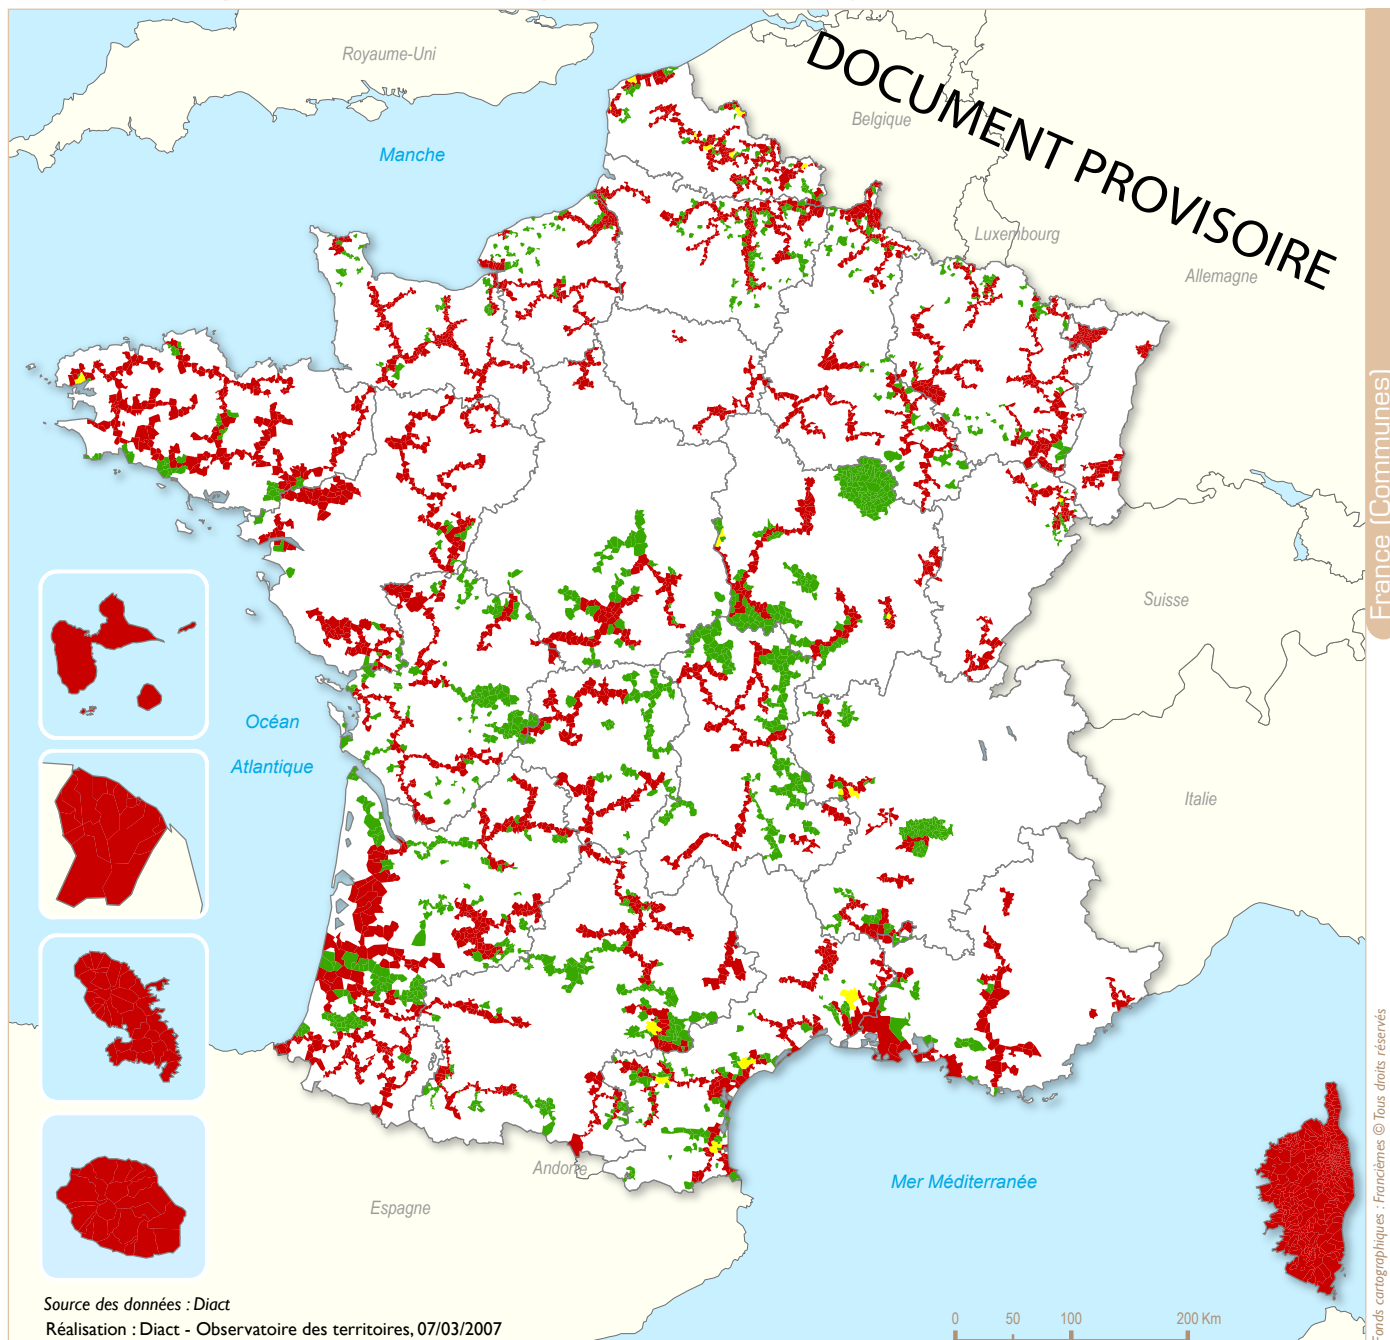 DOCUMENT PROVISOIRE
Royaume-Uni
Manche
Belgique
Luxembourg
Allemagne
Suisse
Océan
Atlantique
Italie
Andorre
Espagne
Mer Méditerranée
Source des données : Diact
Réalisation : Diact - Observatoire des territoires, 07/03/2007
0 50 100 200 Km
France (Communes)
Fonds cartographiques : Francièmes © Tous droits réservés